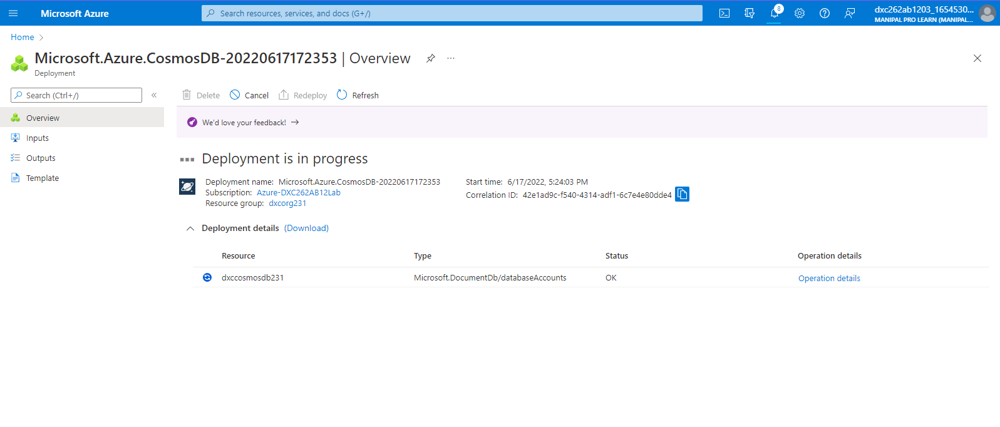 Microsoft Azure
Search resources, services, and docs (G+/)
8
dxc262ab1203_1654530...
MANIPAL PRO LEARN (MANIPAL...
Home
Microsoft.Azure.CosmosDB-20220617172353 | Overview
Deployment
Search (Ctrl+/)
Delete
Cancel
Redeploy
Refresh
Overview
Inputs
Outputs
Template
We'd love your feedback! →
Deployment is in progress
Deployment name: Microsoft.Azure.CosmosDB-20220617172353
Subscription: Azure-DXC262AB12Lab
Resource group: dxcorg231
Start time: 6/17/2022, 5:24:03 PM
Correlation ID: 42e1ad9c-f540-4314-adf1-6c7e4e80dde4
Deployment details (Download)
Resource Type Status Operation details
dxccosmosdb231 Microsoft.DocumentDb/databaseAccounts OK Operation details